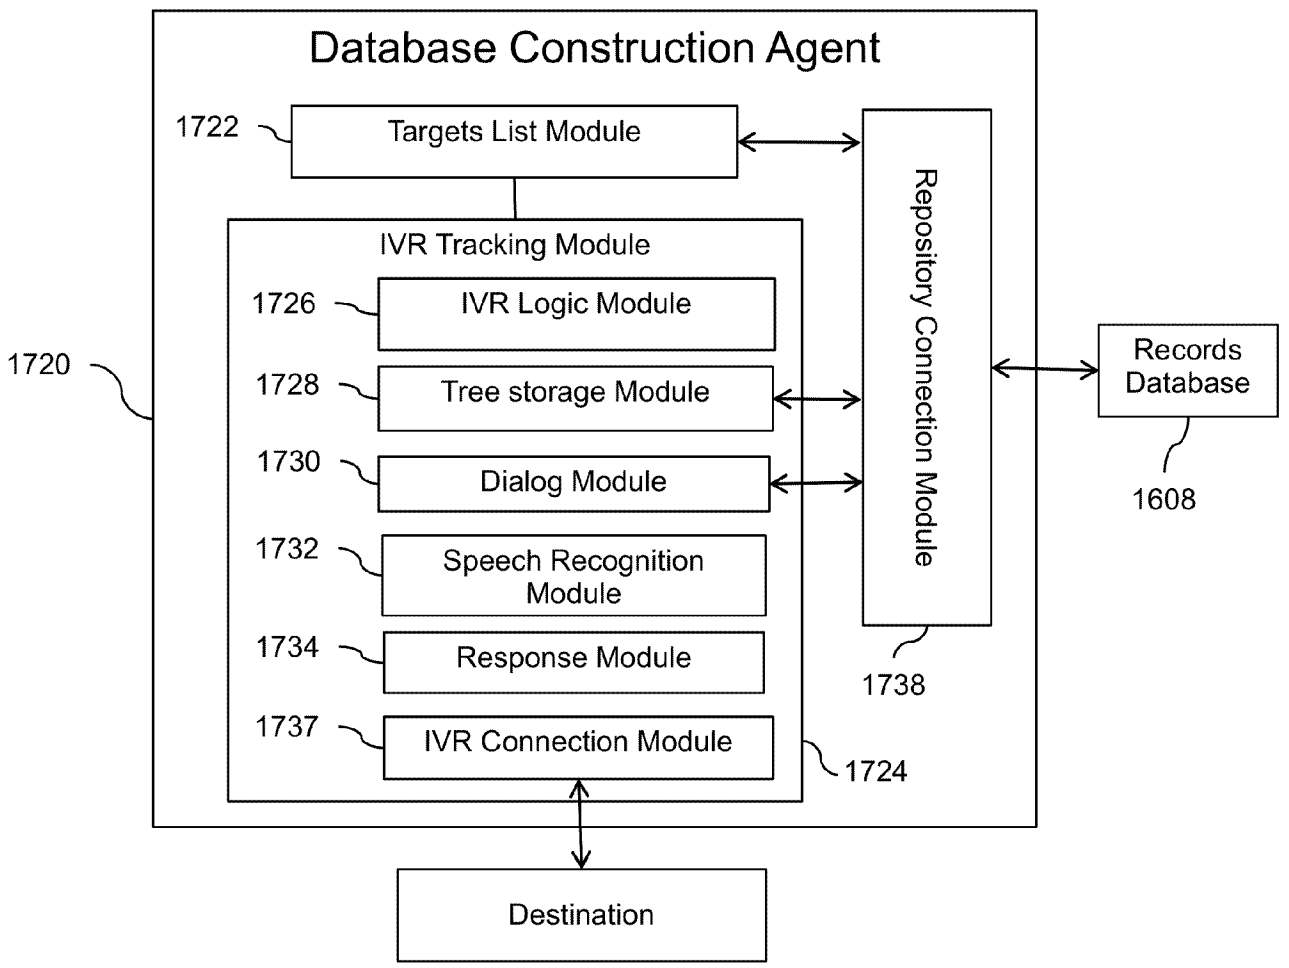 Database Construction Agent
1722
Targets List Module
IVR Tracking Module
1726
IVR Logic Module
1728
Tree storage Module
1730
Dialog Module
1732
Speech Recognition
Module
1734
Response Module
1737
IVR Connection Module
1724
1720
Repository Connection Module
1738
Records
Database
1608
Destination